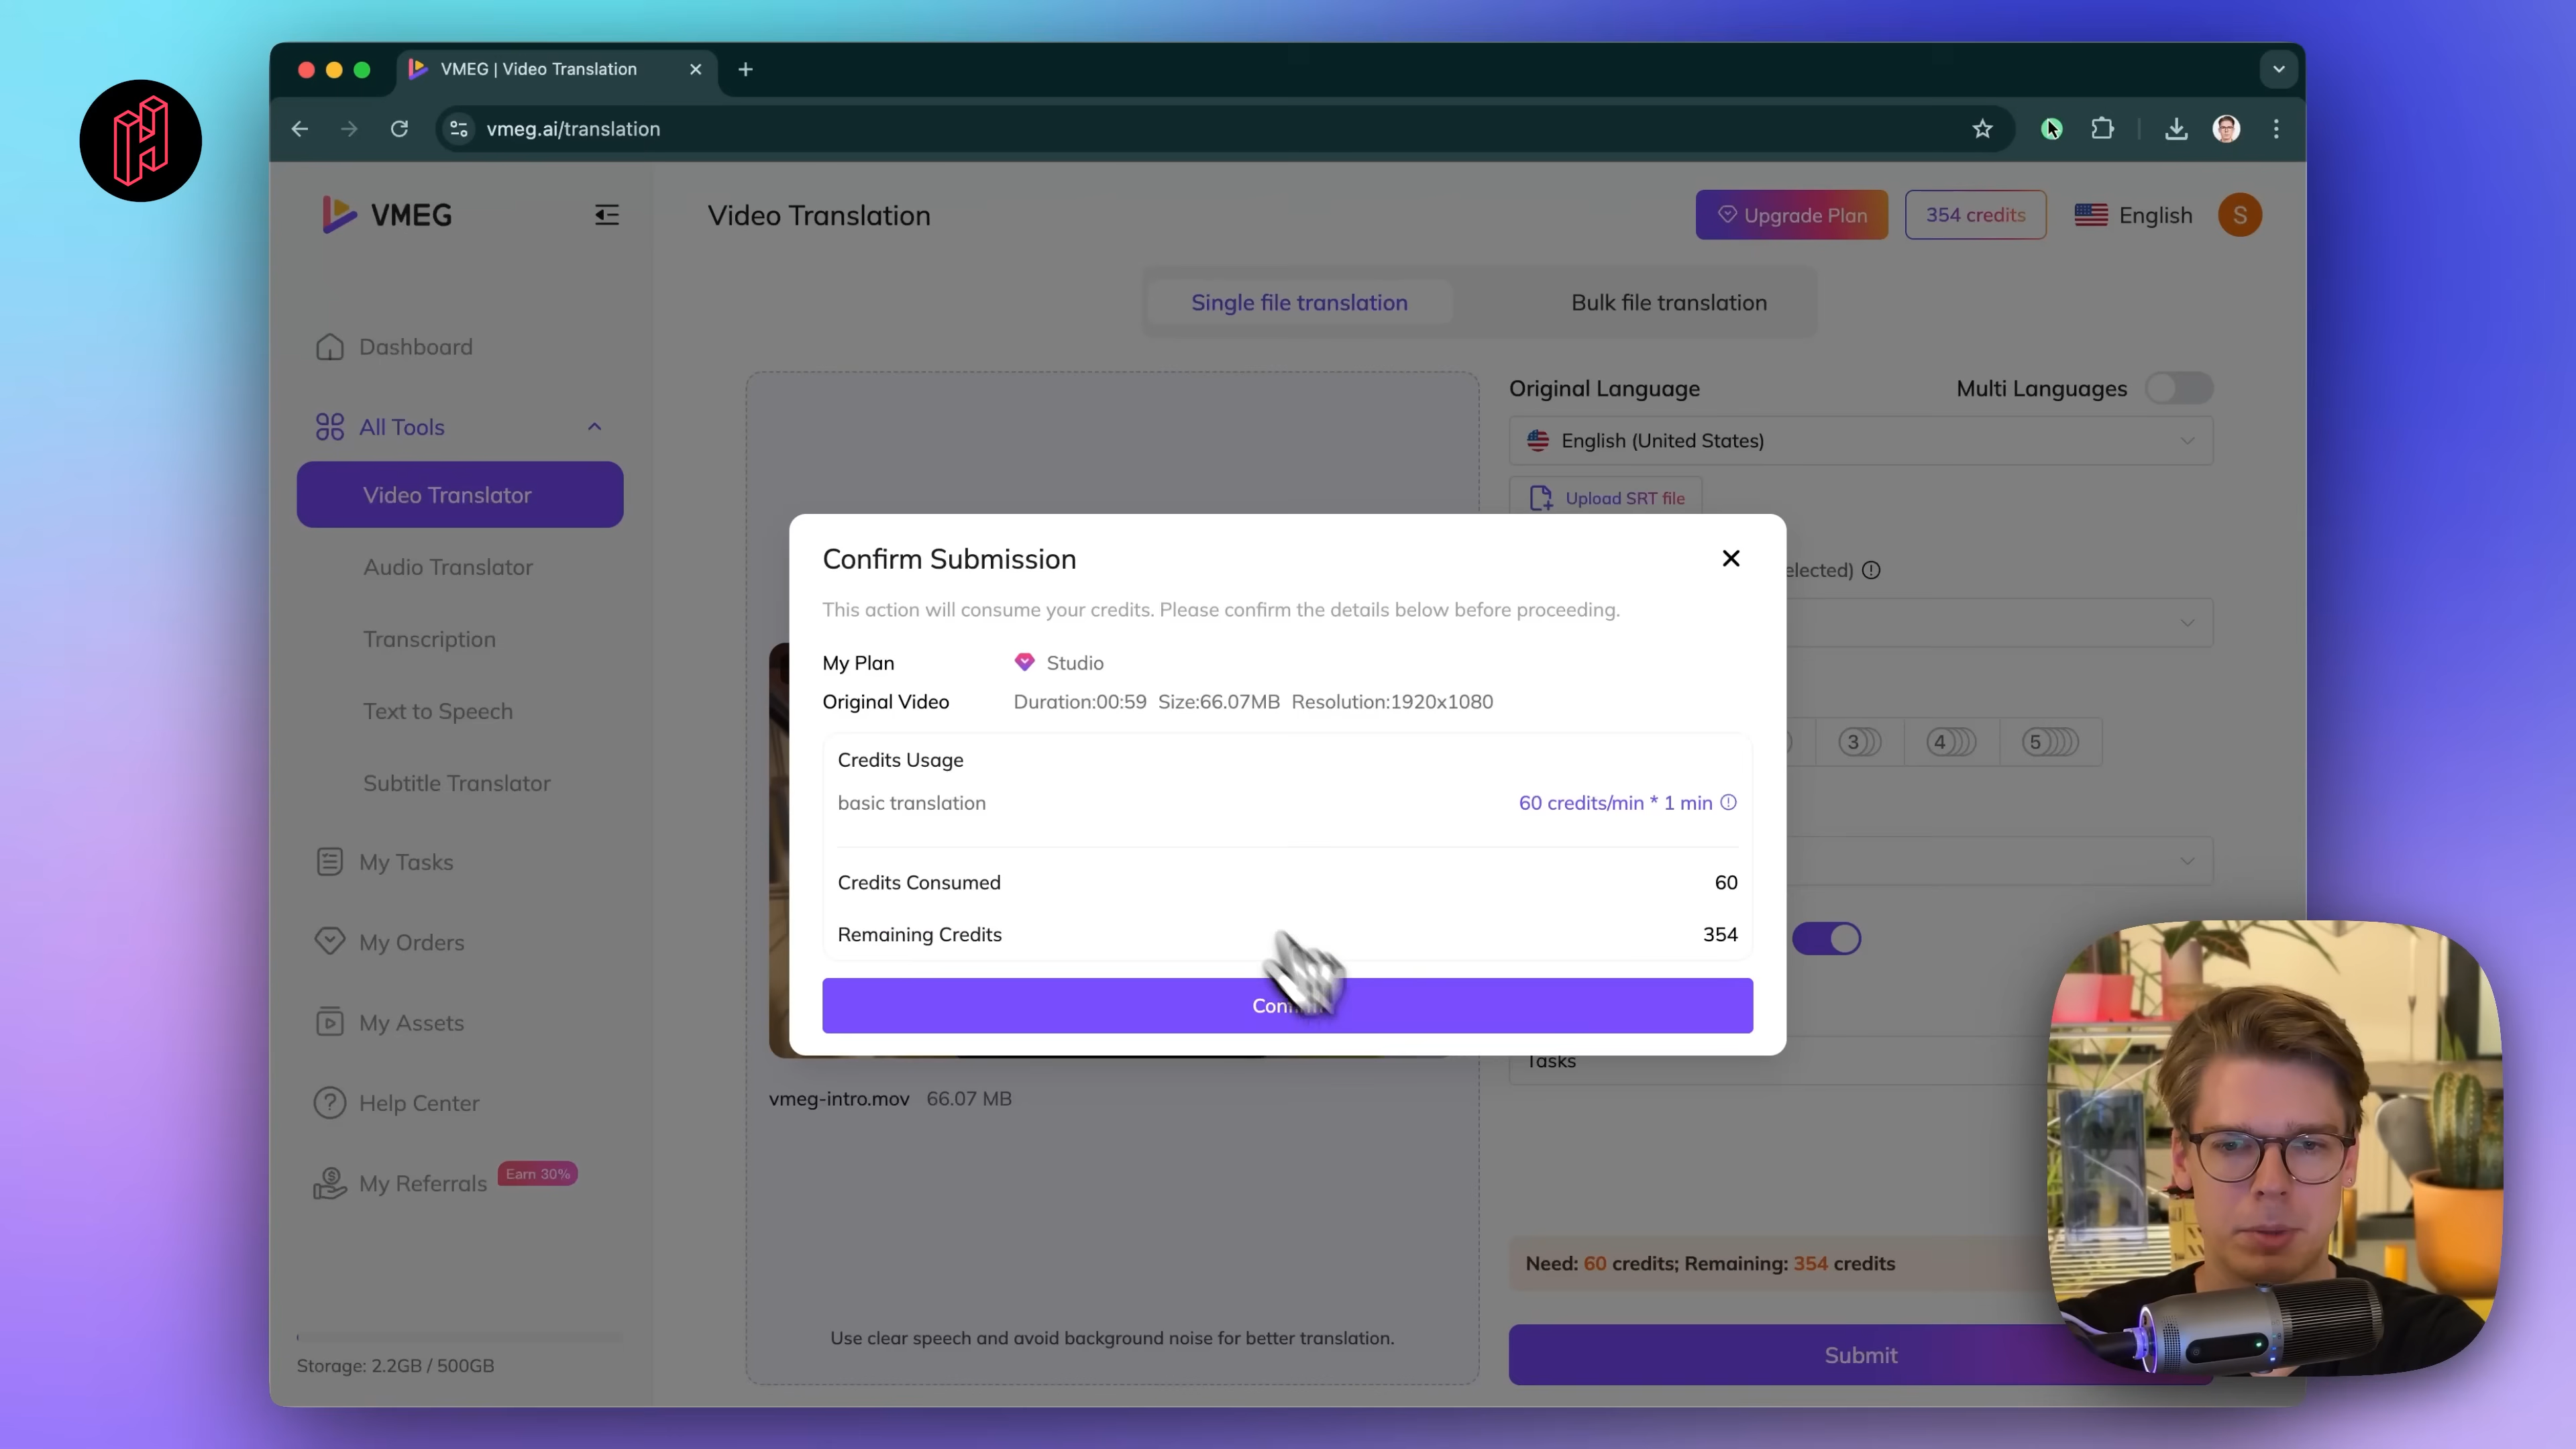 VMEG | Video Translation
vmeg.ai/translation
VMEG
Video Translation
Upgrade Plan
354 credits
English
S
Single file translation
Bulk file translation
Dashboard
All Tools
Video Translator
Audio Translator
Transcription
Text to Speech
Subtitle Translator
My Tasks
My Orders
My Assets
Help Center
My Referrals
Earn 30%
Storage: 2.2GB / 500GB
Original Language
Multi Languages
English (United States)
Upload SRT file
elected)
3
4
5
Confirm Submission
This action will consume your credits. Please confirm the details below before proceeding.
My Plan
Studio
Original Video
Duration:00:59 Size:66.07MB Resolution:1920x1080
Credits Usage
basic translation
60 credits/min * 1 min
Credits Consumed
60
Remaining Credits
354
Tasks
vmeg-intro.mov 66.07 MB
Use clear speech and avoid background noise for better translation.
Need: 60 credits; Remaining: 354 credits
Submit